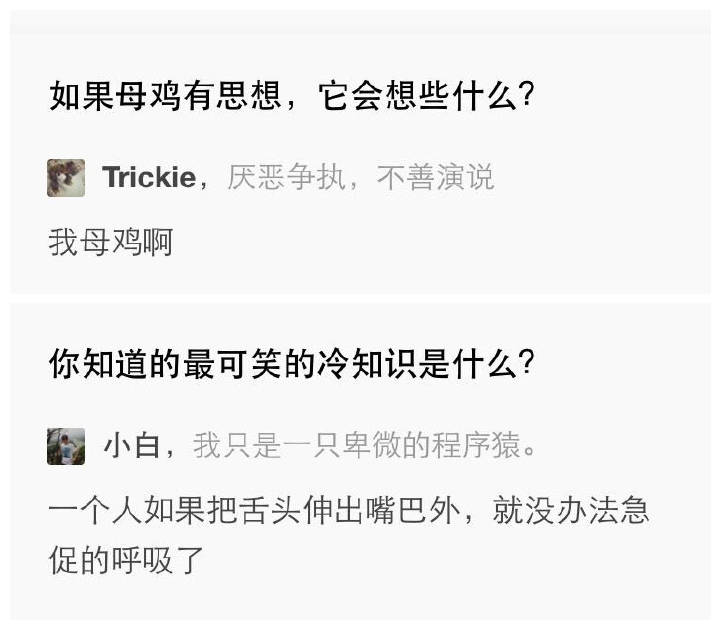 如果母鸡有思想，它会想些什么？
Trickie，厌恶争执，不善演说
我母鸡啊
你知道的最可笑的冷知识是什么？
小白，我只是一只卑微的程序猿。
一个人如果把舌头伸出嘴巴外，就没办法急
促的呼吸了